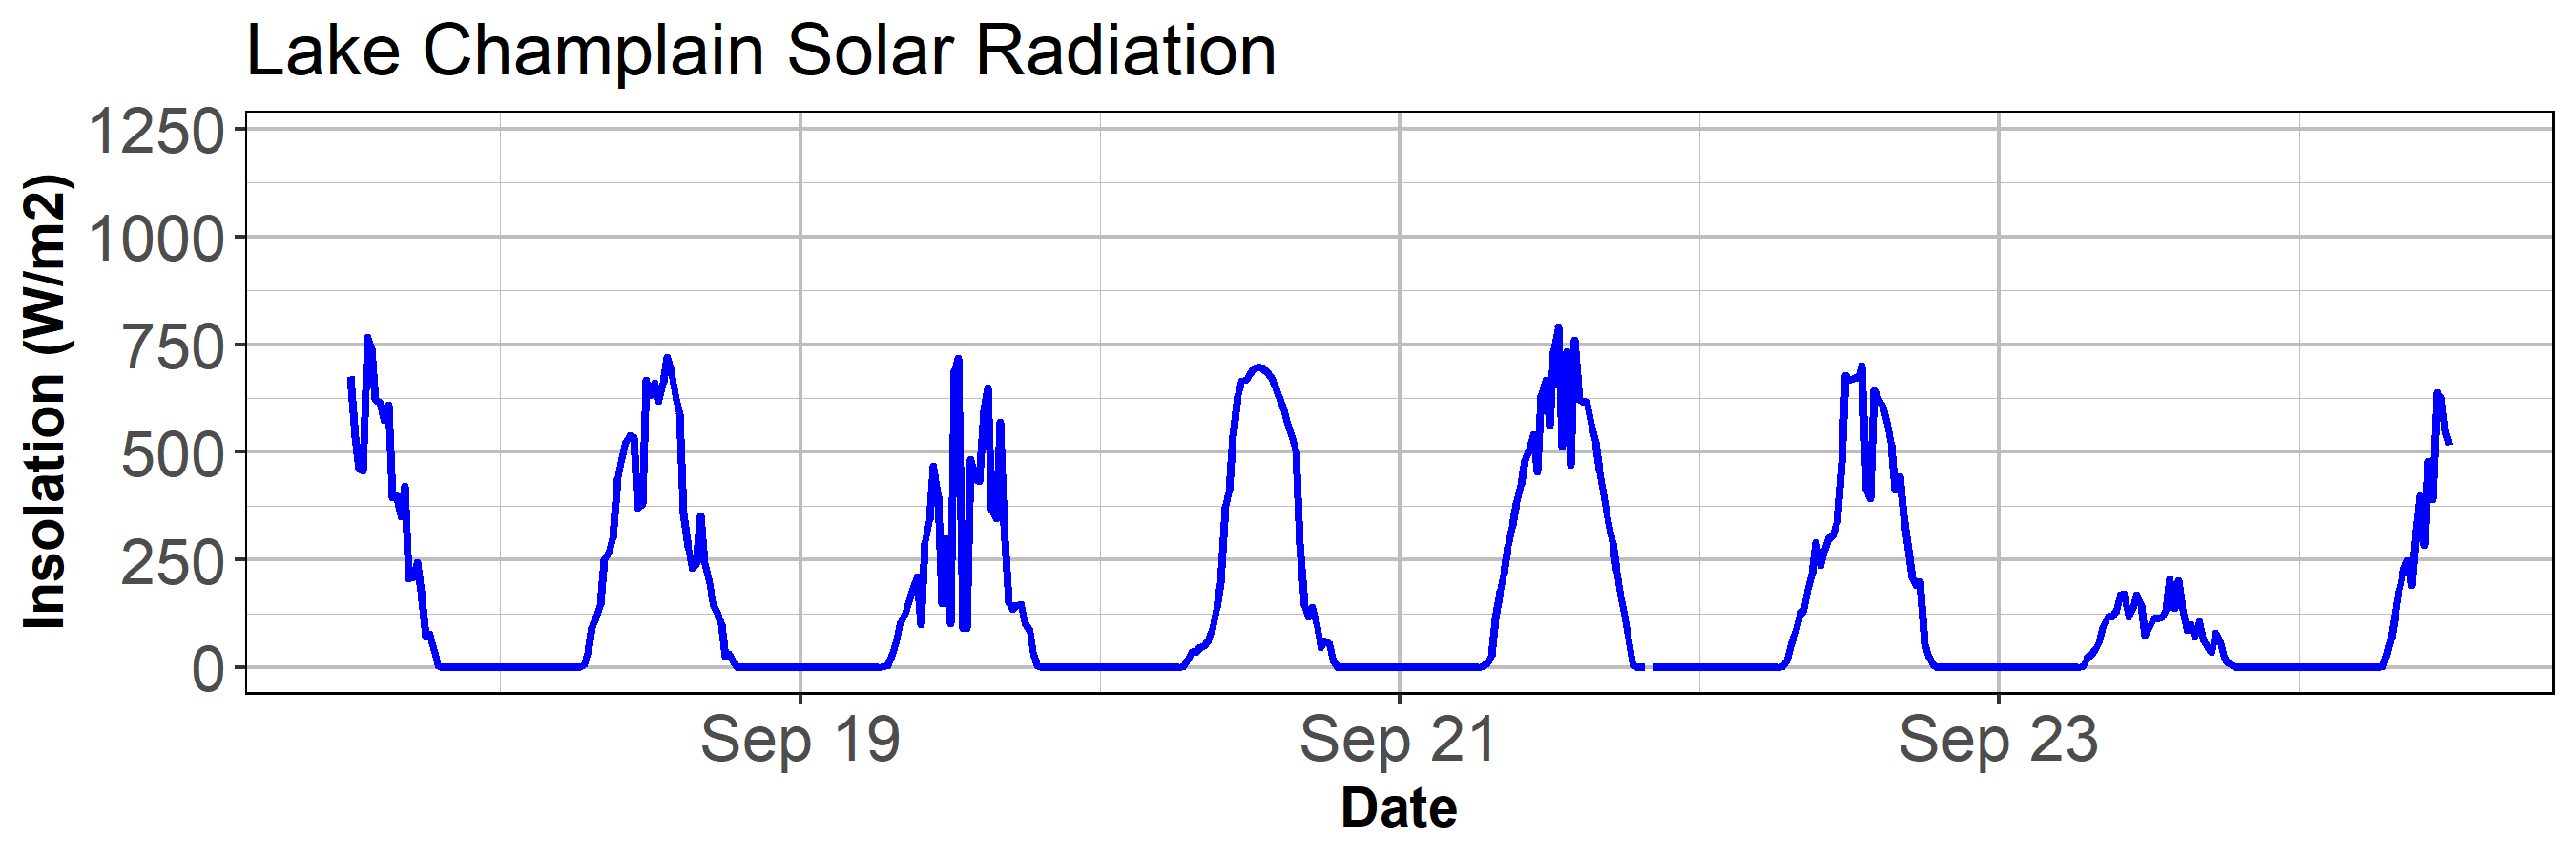 Lake Champlain Solar Radiation
1250
1000
750
500
250
0
Insolation (W/m2)
Sep 19
Sep 21
Sep 23
Date